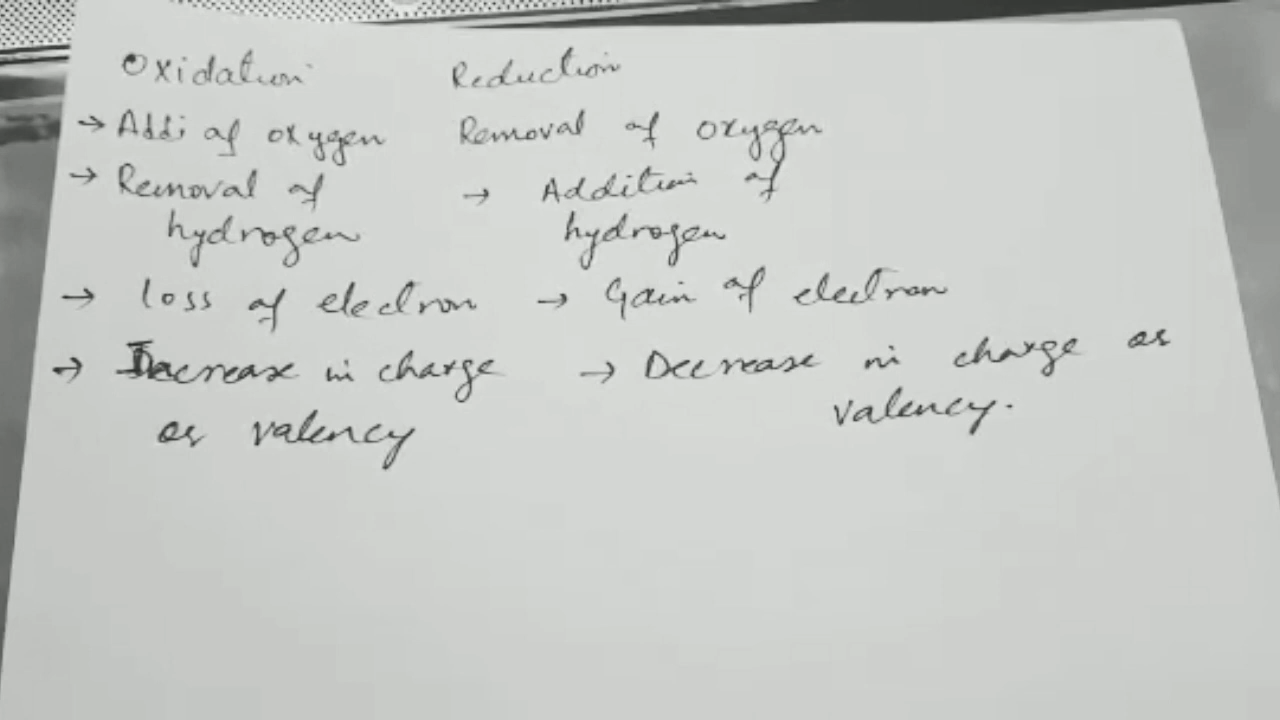 Oxidation Reduction
→ Addi of oxygen Removal of oxygen
→ Removal of → Addition of
hydrogen hydrogen
→ loss of electron → Gain of electron
→ Increase in charge → Decrease in charge or
or valency valency.